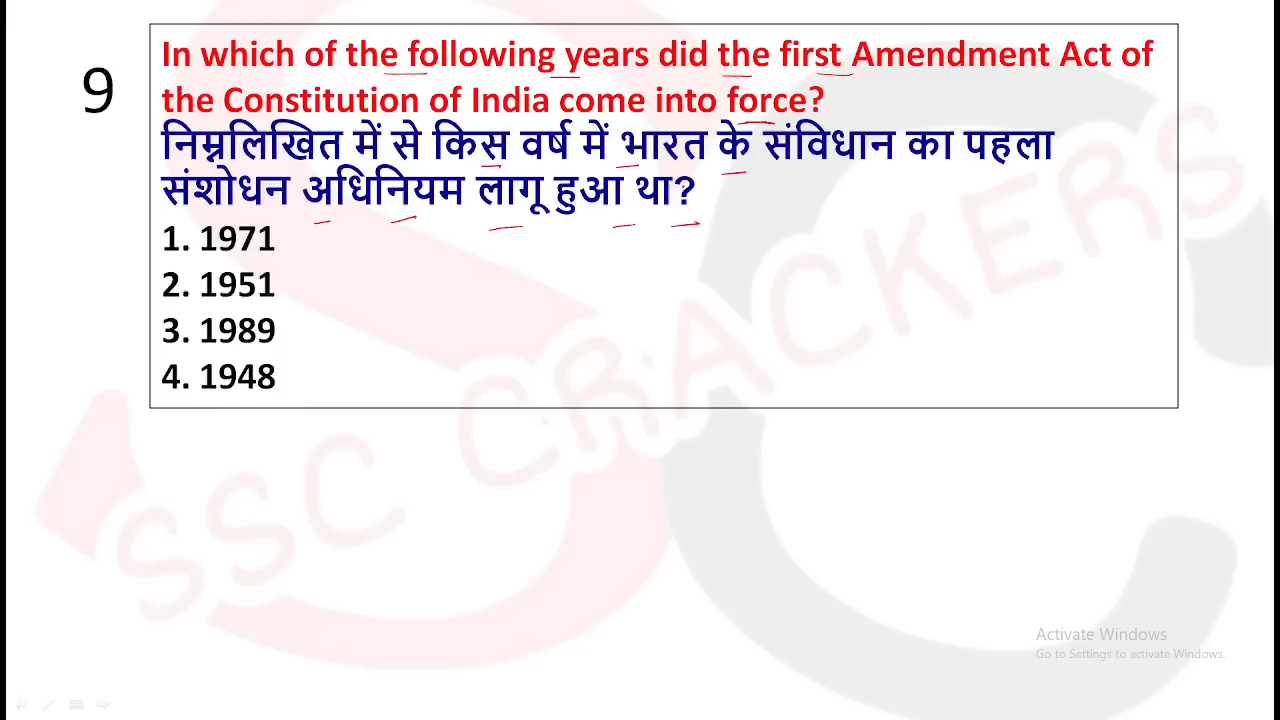 9
In which of the following years did the first Amendment Act of
the Constitution of India come into force?
निम्नलिखित में से किस वर्ष में भारत के संविधान का पहला
संशोधन अधिनियम लागू हुआ था?
1. 1971
2. 1951
3. 1989
4. 1948
SSC CRACKERS
Activate Windows
Go to Settings to activate Windows.